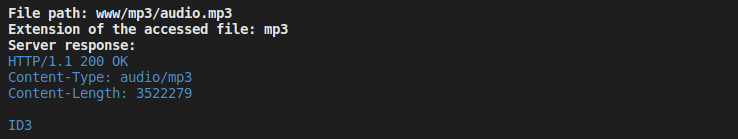 File path: www/mp3/audio.mp3
Extension of the accessed file: mp3
Server response:
HTTP/1.1 200 OK
Content-Type: audio/mp3
Content-Length: 3522279
ID3